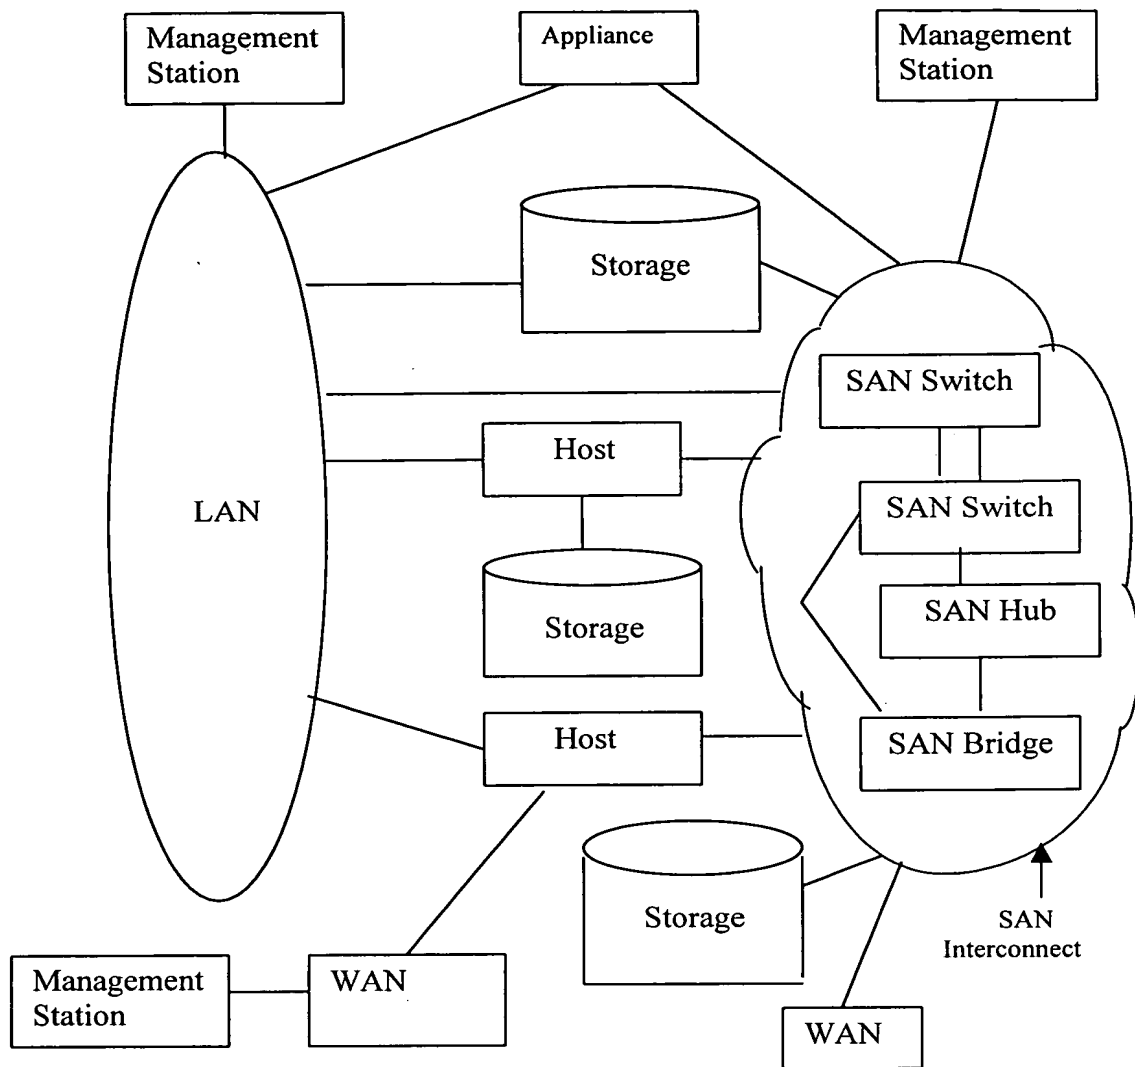 Management
Station
Appliance
Management
Station
Storage
SAN Switch
Host
LAN
SAN Switch
Storage
SAN Hub
Host
SAN Bridge
Storage
SAN
Interconnect
Management
Station
WAN
WAN